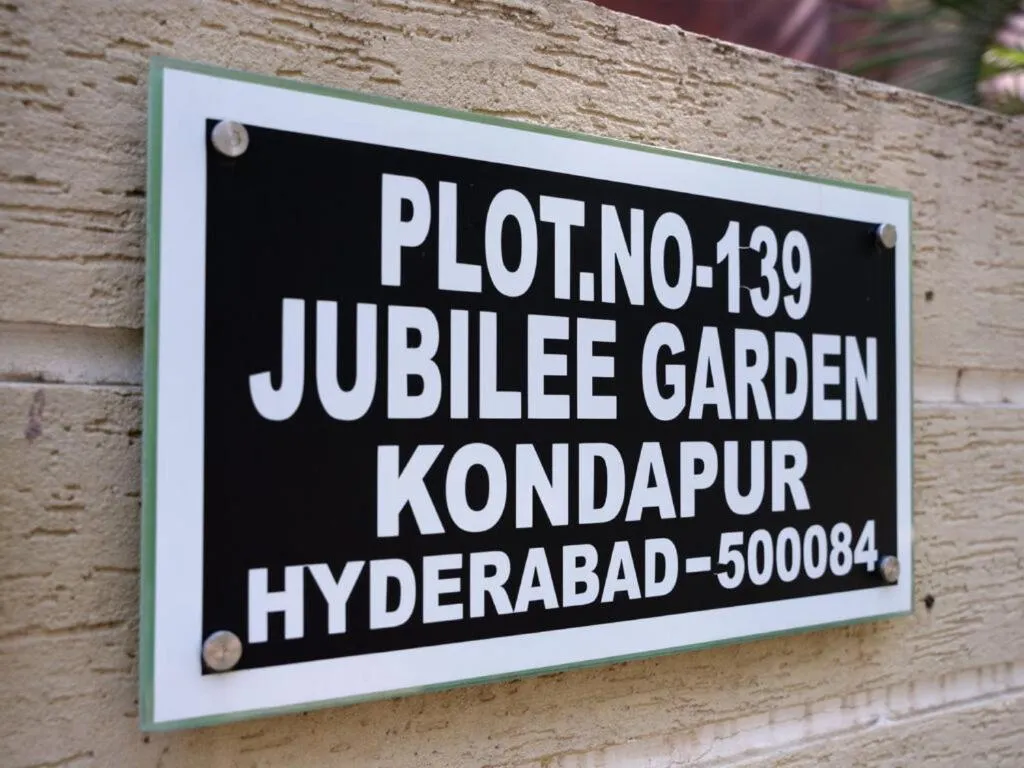 PLOT.NO-139
JUBILEE GARDEN
KONDAPUR
HYDERABAD-500084